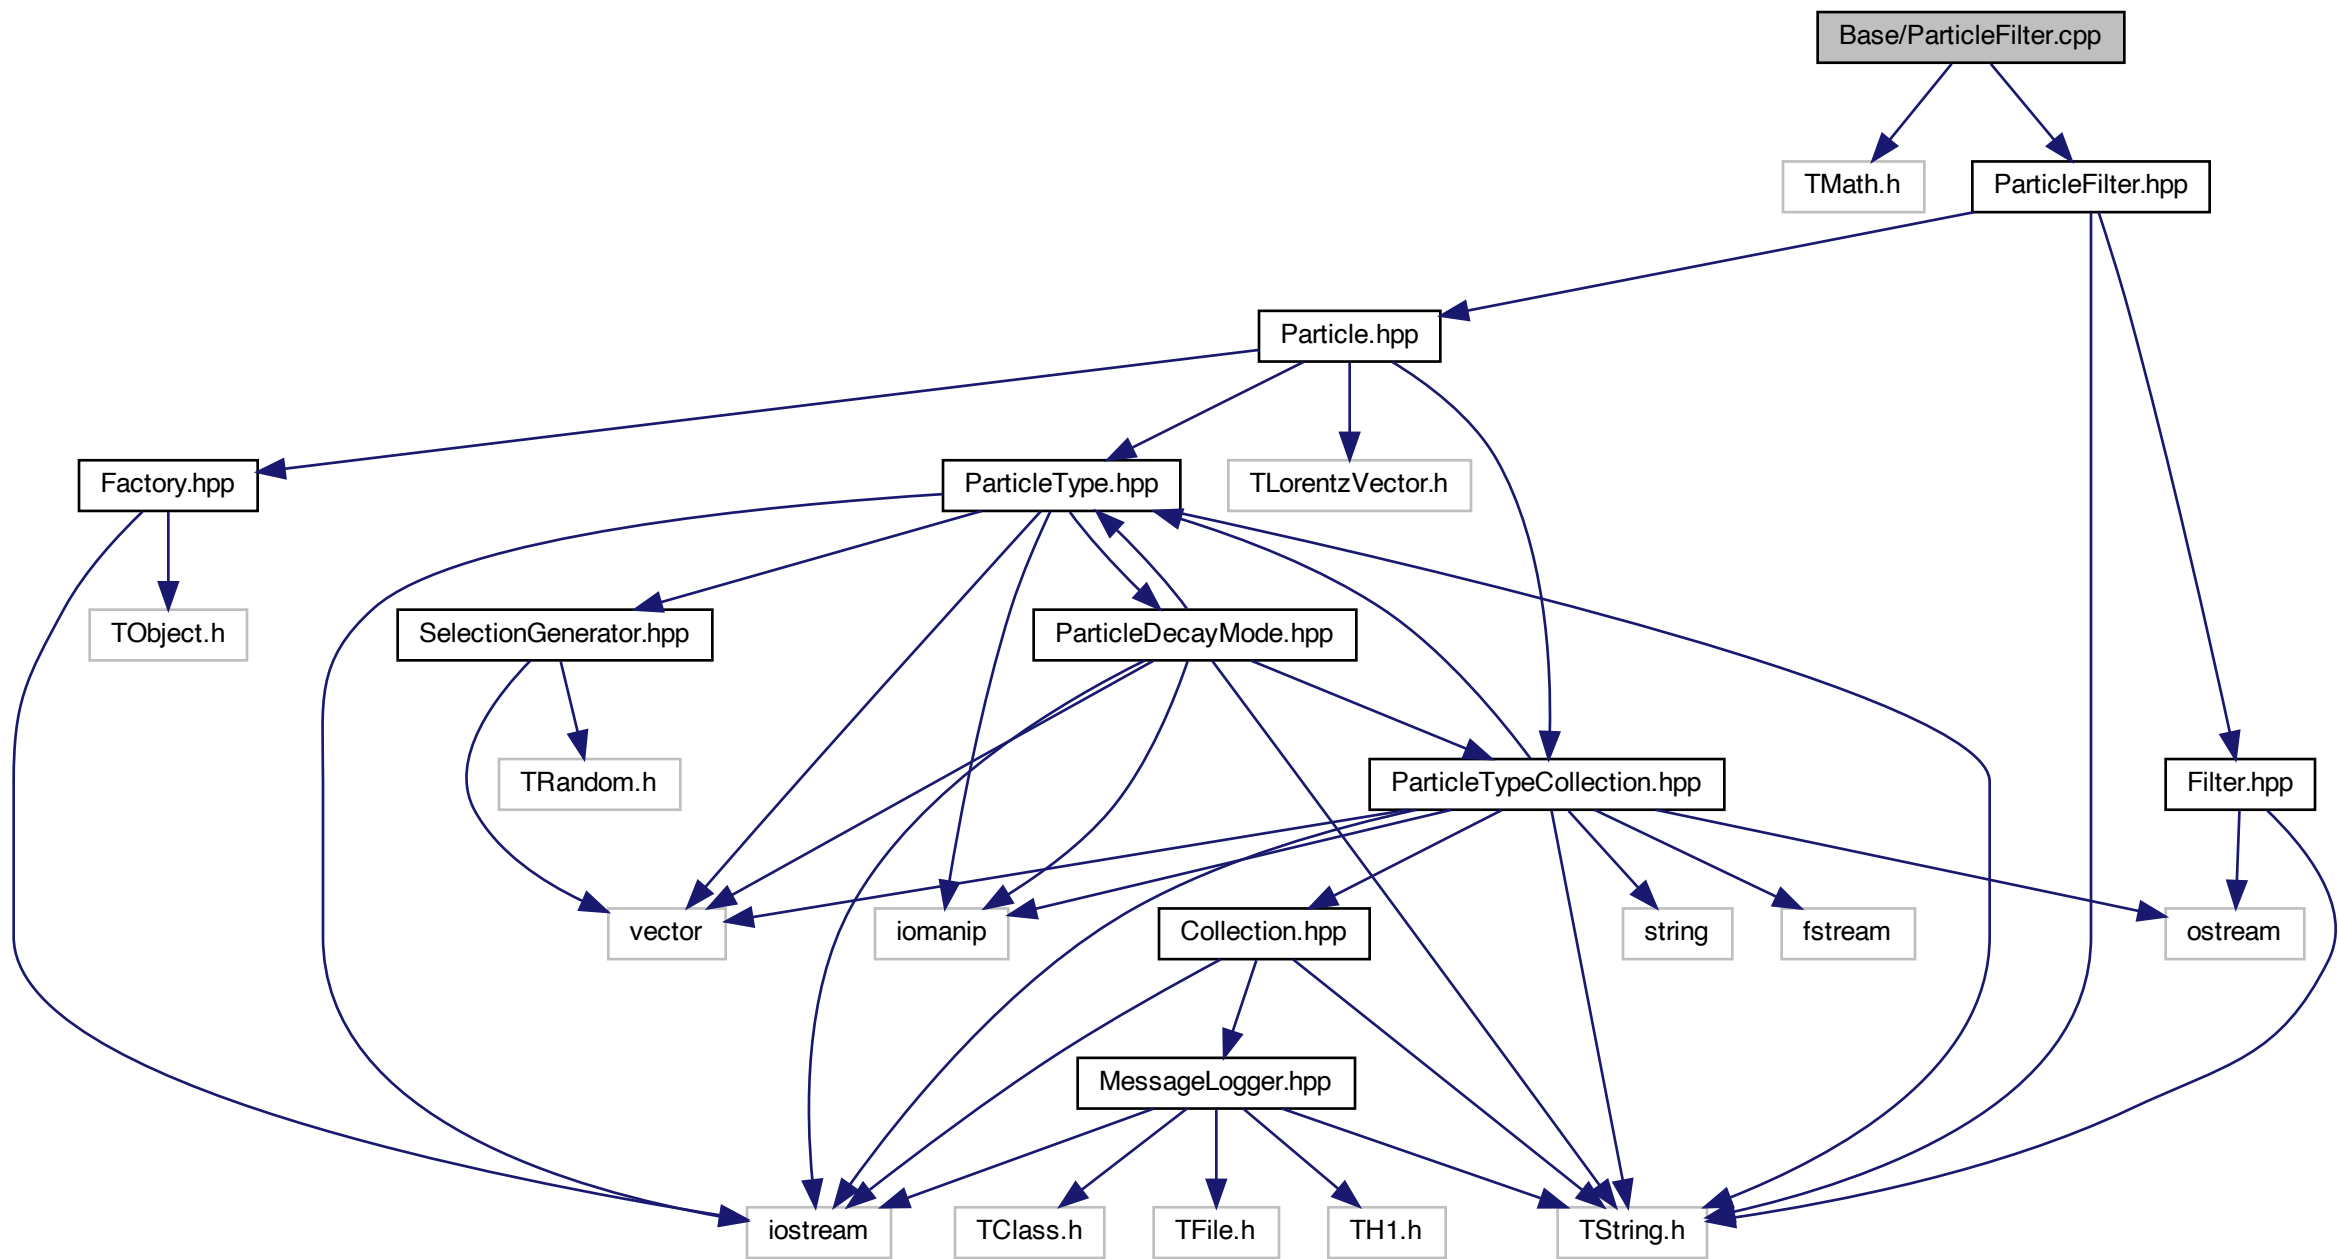 Base/ParticleFilter.cpp
TMath.h
ParticleFilter.hpp
Particle.hpp
Factory.hpp
ParticleType.hpp
TLorentzVector.h
TObject.h
SelectionGenerator.hpp
ParticleDecayMode.hpp
TRandom.h
ParticleTypeCollection.hpp
Filter.hpp
vector
iomanip
Collection.hpp
string
fstream
ostream
MessageLogger.hpp
iostream
TClass.h
TFile.h
TH1.h
TString.h